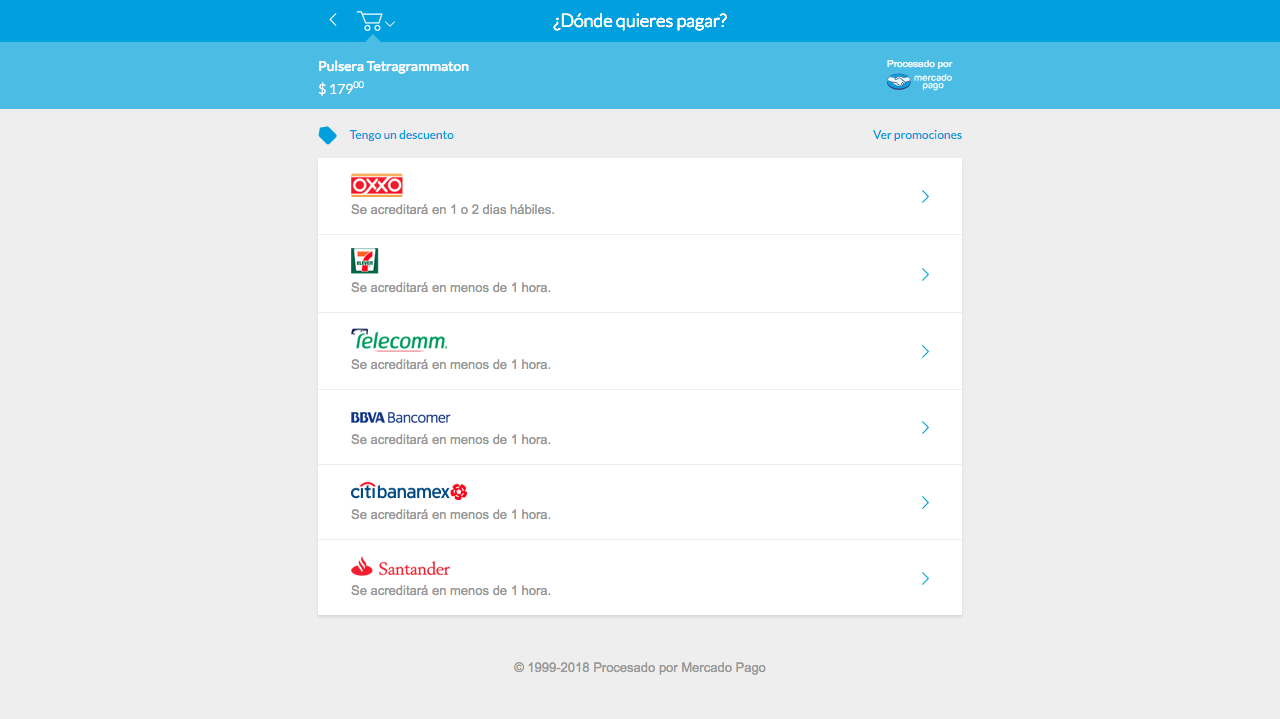 ¿Dónde quieres pagar?
Pulsera Tetragrammaton
$ 17900
Procesado por
mercado
pago
Tengo un descuento
Ver promociones
OXXO
Se acreditará en 1 o 2 dias hábiles.
7
ELEVEN
Se acreditará en menos de 1 hora.
Telecomm.
Se acreditará en menos de 1 hora.
BBVA Bancomer
Se acreditará en menos de 1 hora.
citibanamex
Se acreditará en menos de 1 hora.
Santander
Se acreditará en menos de 1 hora.
© 1999-2018 Procesado por Mercado Pago